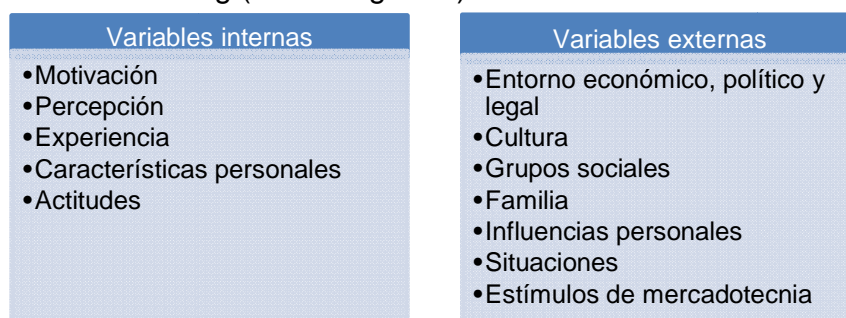 Variables internas
•Motivación
•Percepción
•Experiencia
•Características personales
•Actitudes
Variables externas
•Entorno económico, político y
legal
•Cultura
•Grupos sociales
•Familia
•Influencias personales
•Situaciones
•Estímulos de mercadotecnia